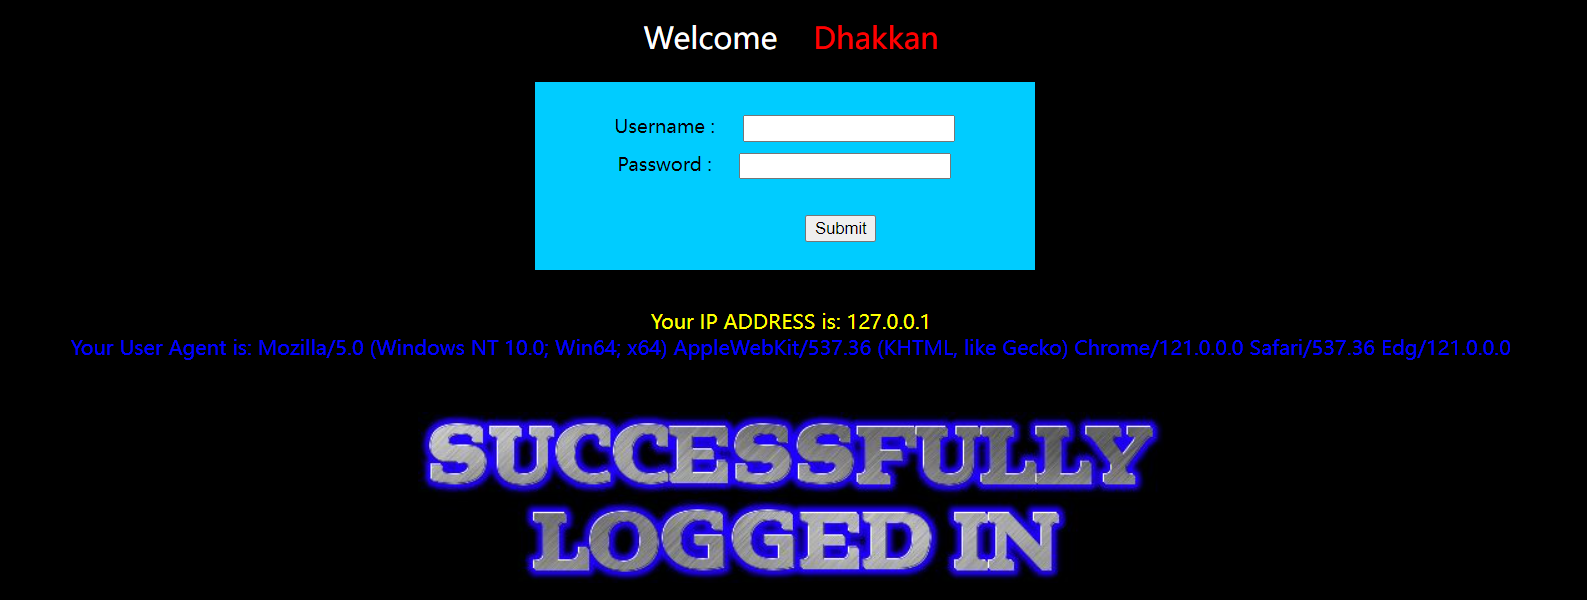 Welcome Dhakkan
Username :
Password :
Submit
Your IP ADDRESS is: 127.0.0.1
Your User Agent is: Mozilla/5.0 (Windows NT 10.0; Win64; x64) AppleWebKit/537.36 (KHTML, like Gecko) Chrome/121.0.0.0 Safari/537.36 Edg/121.0.0.0
SUCCESSFULLY
LOGGED IN